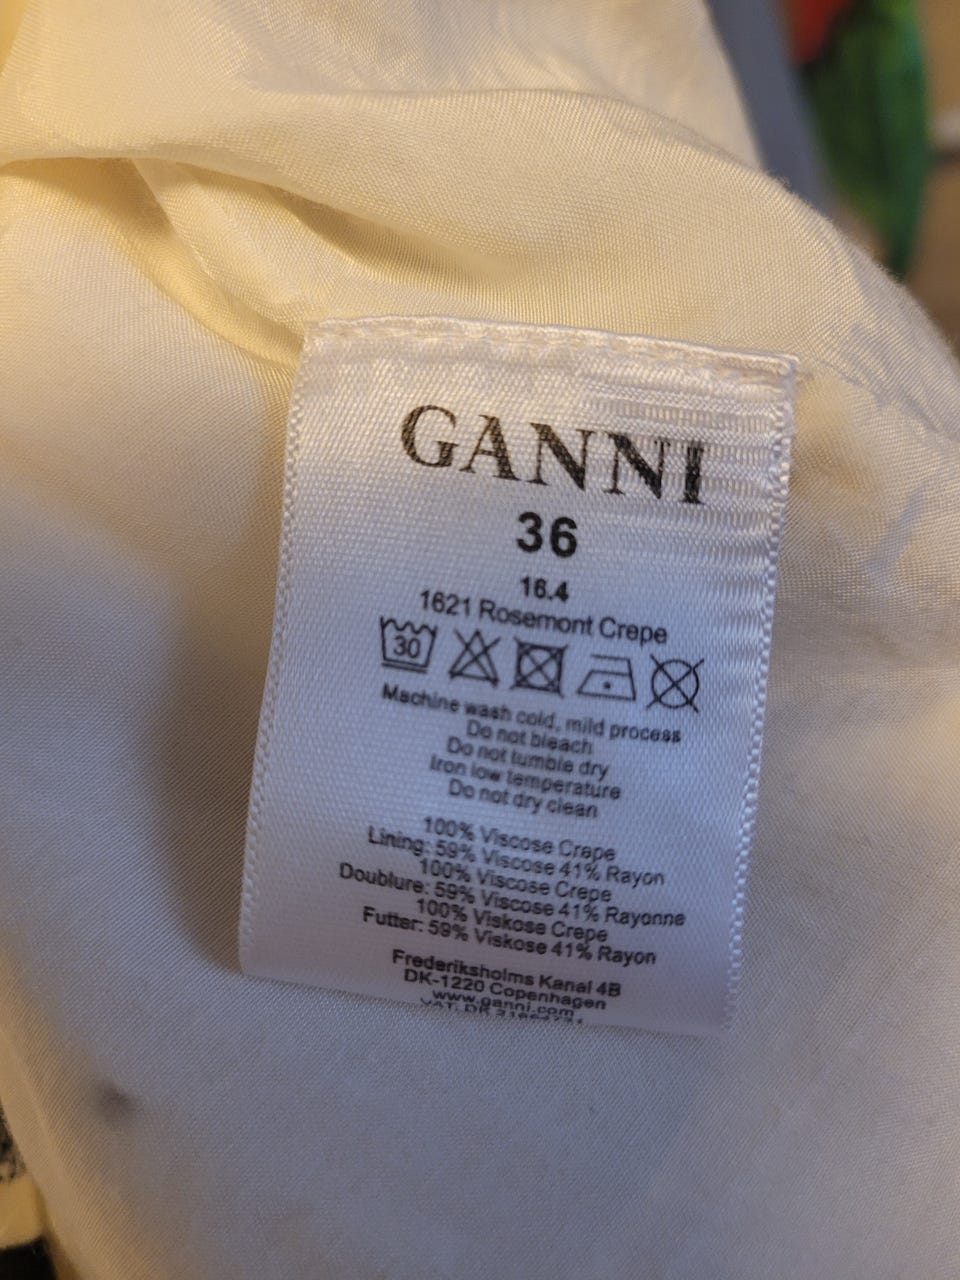 GANNI
36
16.4
1621 Rosemont Crepe
30
Machine wash cold, mild process
Do not bleach
Do not tumble dry
Iron low temperature
Do not dry clean
100% Viscose Crepe
Lining: 59% Viscose 41% Rayon
100% Viscose Crepe
Doublure: 59% Viscose 41% Rayonne
100% Viskose Crepe
Futter: 59% Viskose 41% Rayon
Frederiksholms Kanal 4B
DK-1220 Copenhagen
www.ganni.com
VAT: DK